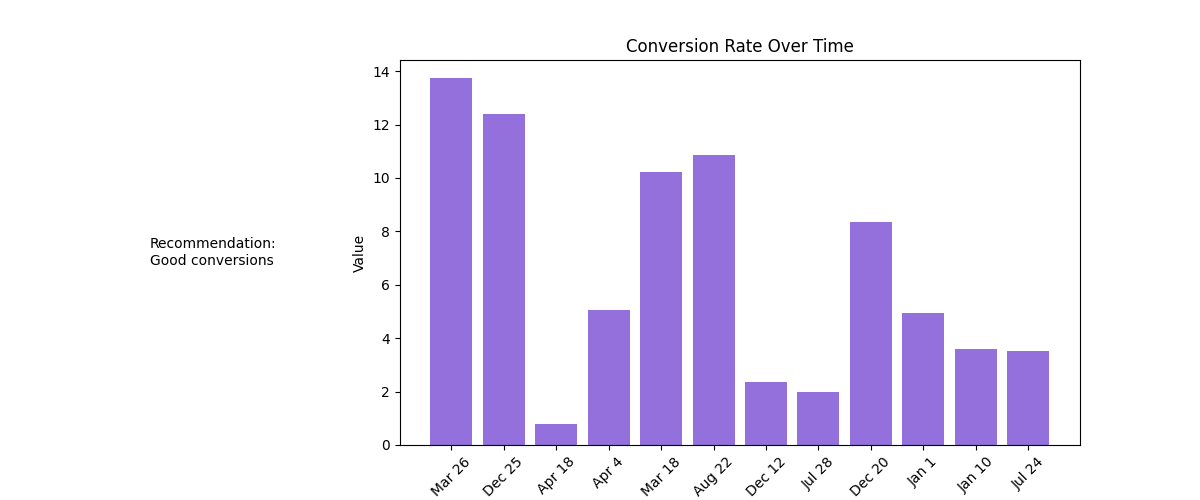 Conversion Rate Over Time
Recommendation:
Good conversions
Value
14
12
10
8
6
4
2
0
Mar 26
Dec 25
Apr 18
Apr 4
Mar 18
Aug 22
Dec 12
Jul 28
Dec 20
Jan 1
Jan 10
Jul 24